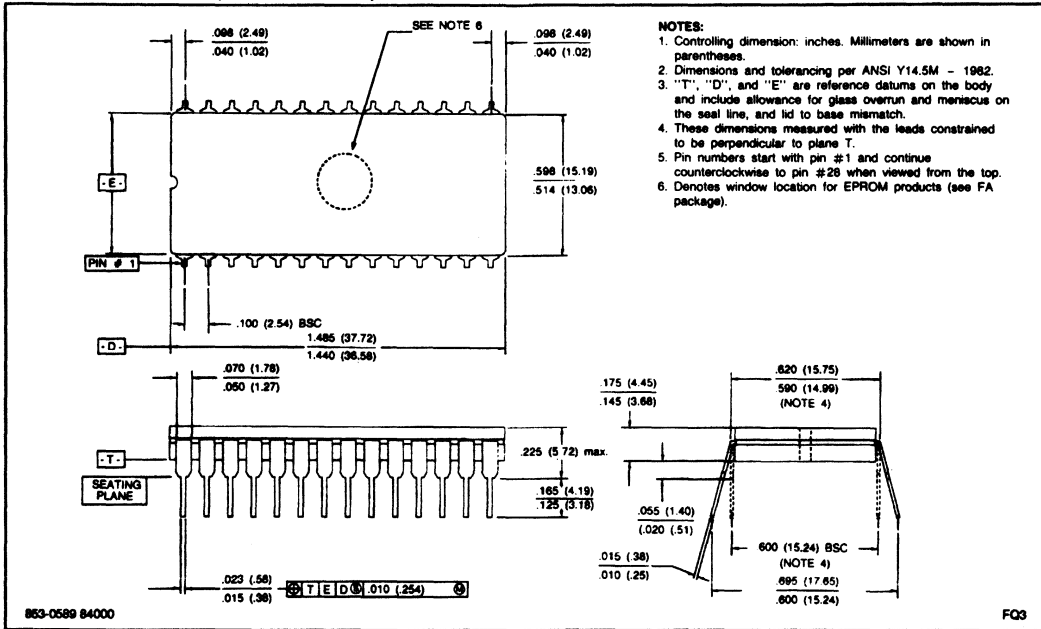 .098 (2.49)
.040 (1.02)
SEE NOTE 6
.098 (2.49)
.040 (1.02)
NOTES:
1. Controlling dimension: inches. Millimeters are shown in
parentheses.
2. Dimensions and tolerancing per ANSI Y14.5M - 1982.
3. "T", "D", and "E" are reference datums on the body
and include allowance for glass overrun and meniscus on
the seal line, and lid to base mismatch.
4. These dimensions measured with the leads constrained
to be perpendicular to plane T.
5. Pin numbers start with pin #1 and continue
counterclockwise to pin #28 when viewed from the top.
6. Denotes window location for EPROM products (see FA
package).
- E -
.598 (15.19)
.514 (13.06)
PIN # 1
.100 (2.54) BSC
- D -
1.485 (37.72)
1.440 (36.58)
.070 (1.78)
.050 (1.27)
- T -
SEATING
PLANE
.225 (5.72) max.
.165 (4.19)
.125 (3.18)
.023 (.58)
.015 (.38)
⊕ T E D Ⓢ .010 (.254) Ⓜ
.175 (4.45)
.145 (3.68)
.620 (15.75)
.590 (14.99)
(NOTE 4)
.055 (1.40)
(.020 (.51)
.015 (.38)
.010 (.25)
600 (15.24) BSC
(NOTE 4)
.695 (17.65)
.600 (15.24)
853-0589 84000
FQ3